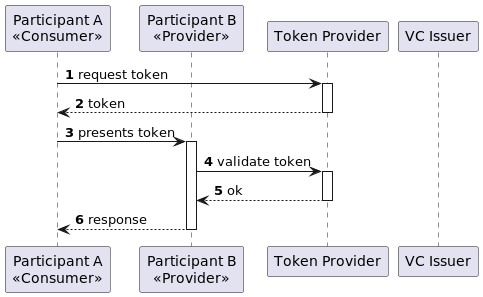 Participant A
«Consumer»
Participant B
«Provider»
Token Provider
VC Issuer
1 request token
2 token
3 presents token
4 validate token
5 ok
6 response
Participant A
«Consumer»
Participant B
«Provider»
Token Provider
VC Issuer